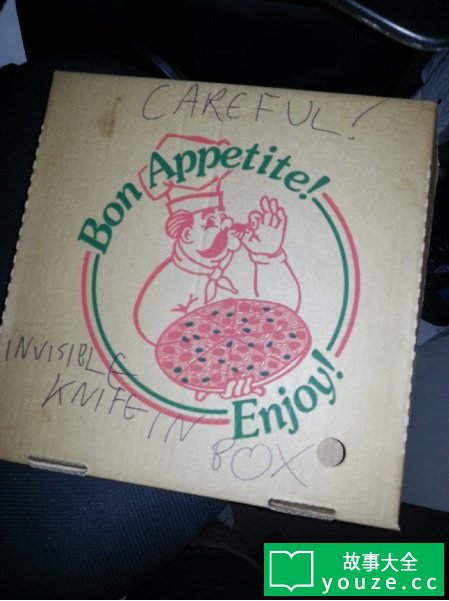 CAREFUL!
Bon Appetite!
INVISIBLE
KNIFE IN
BOX
Enjoy!
故事大全
youze.cc